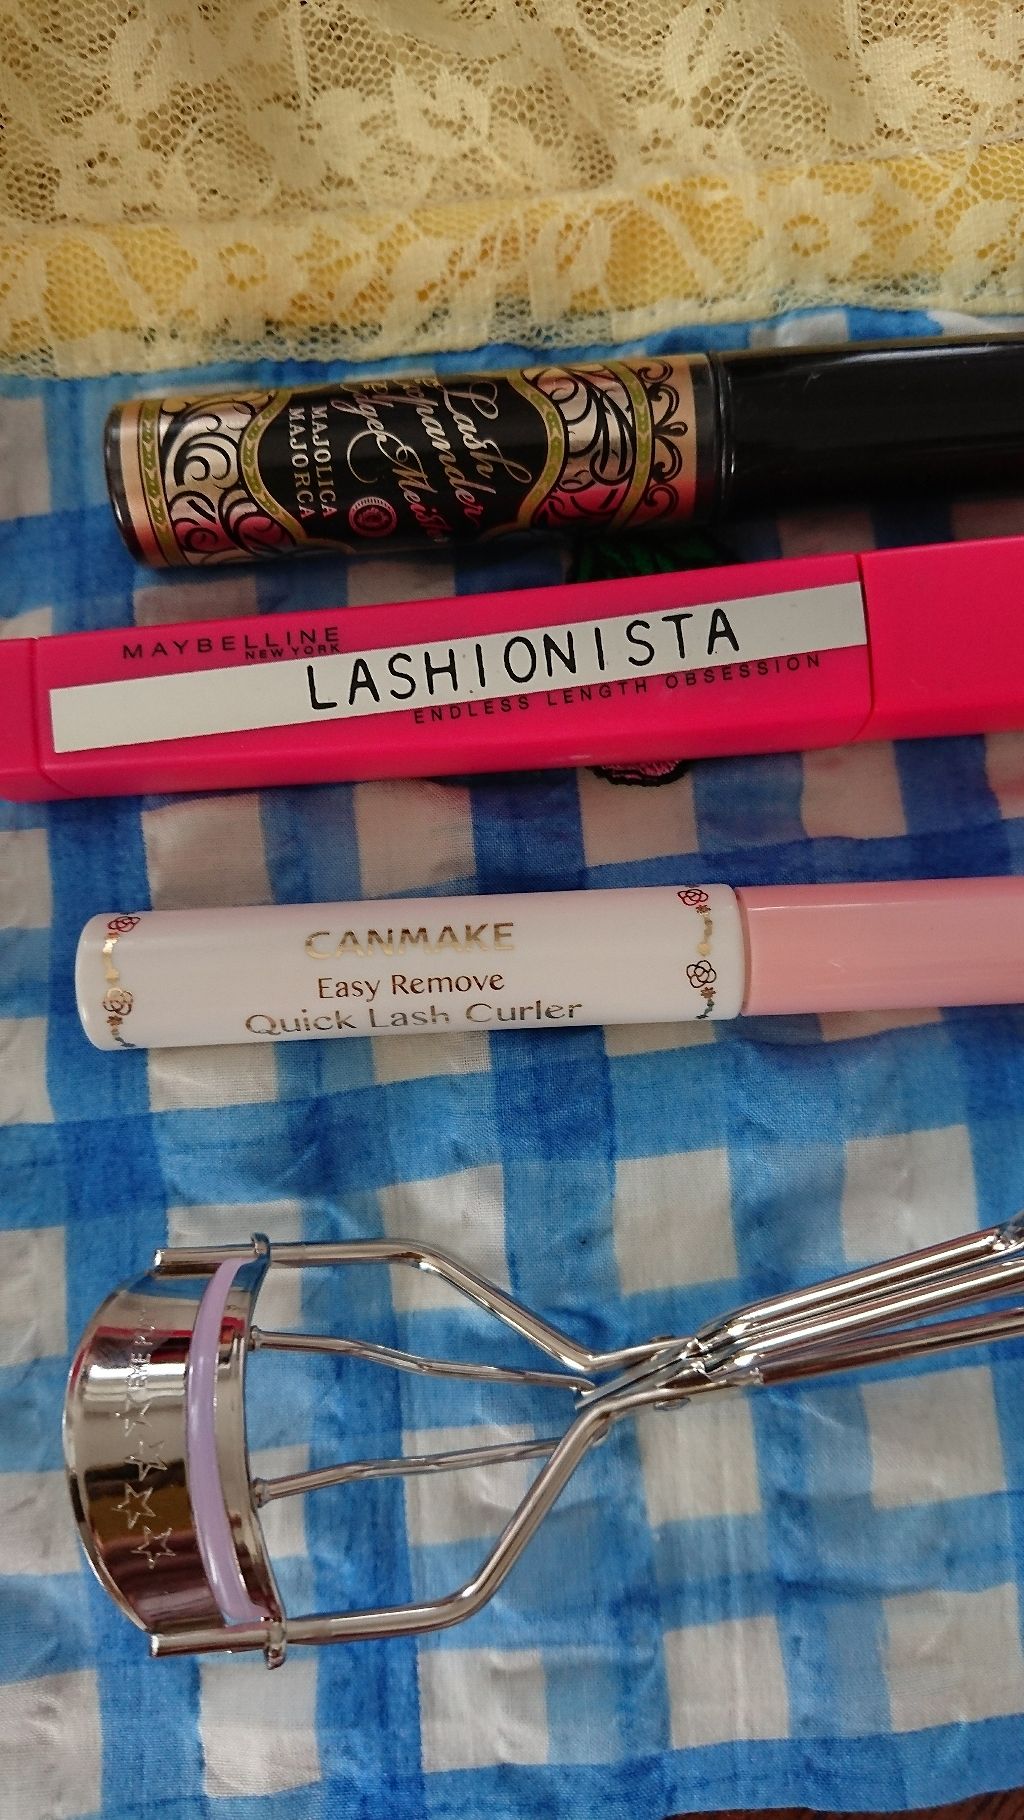 Lash
Expander
Edge Meister
MAJOLICA
MAJORCA
MAYBELLINE
NEW YORK
LASHIONISTA
ENDLESS LENGTH OBSESSION
CANMAKE
Easy Remove
Quick Lash Curler